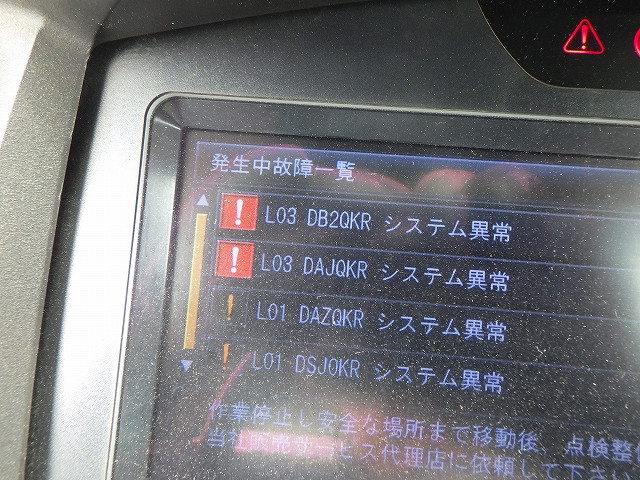 発生中故障一覧
L03 DB2QKR システム異常
L03 DAJQKR システム異常
L01 DAZQKR システム異常
L01 DSJ0KR システム異常
作業停止し安全な場所まで移動後、点検整
当社販売サービス代理店に依頼して下さい